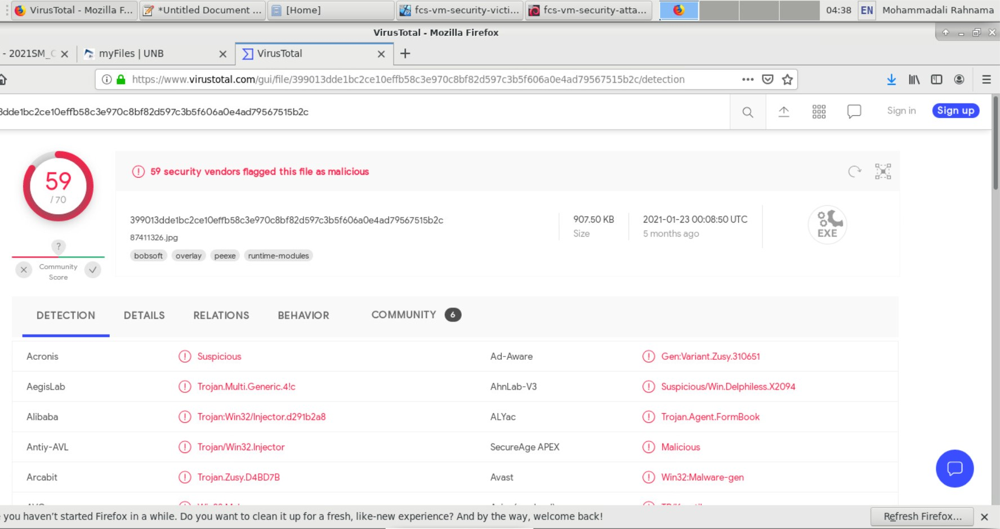 VirusTotal - Mozilla F...
*Untitled Document ...
[Home]
fcs-vm-security-victi...
fcs-vm-security-atta...
04:38
EN
Mohammadali Rahnama
VirusTotal - Mozilla Firefox
- 2021SM_C
myFiles | UNB
VirusTotal
https://www.virustotal.com/gui/file/399013dde1bc2ce10effb58c3e970c8bf82d597c3b5f606a0e4ad79567515b2c/detection
3dde1bc2ce10effb58c3e970c8bf82d597c3b5f606a0e4ad79567515b2c
Sign in
Sign up
59
/ 70
59 security vendors flagged this file as malicious
399013dde1bc2ce10effb58c3e970c8bf82d597c3b5f606a0e4ad79567515b2c
87411326.jpg
bobsoft overlay peexe runtime-modules
907.50 KB
Size
2021-01-23 00:08:50 UTC
5 months ago
EXE
?
Community
Score
DETECTION DETAILS RELATIONS BEHAVIOR COMMUNITY 6
Acronis Suspicious Ad-Aware Gen:Variant.Zusy.310651
AegisLab Trojan.Multi.Generic.4!c AhnLab-V3 Suspicious/Win.Delphiless.X2094
Alibaba Trojan:Win32/Injector.d291b2a8 ALYac Trojan.Agent.FormBook
Antiy-AVL Trojan/Win32.Injector SecureAge APEX Malicious
Arcabit Trojan.Zusy.D4BD7B Avast Win32:Malware-gen
you haven't started Firefox in a while. Do you want to clean it up for a fresh, like-new experience? And by the way, welcome back!
Refresh Firefox...